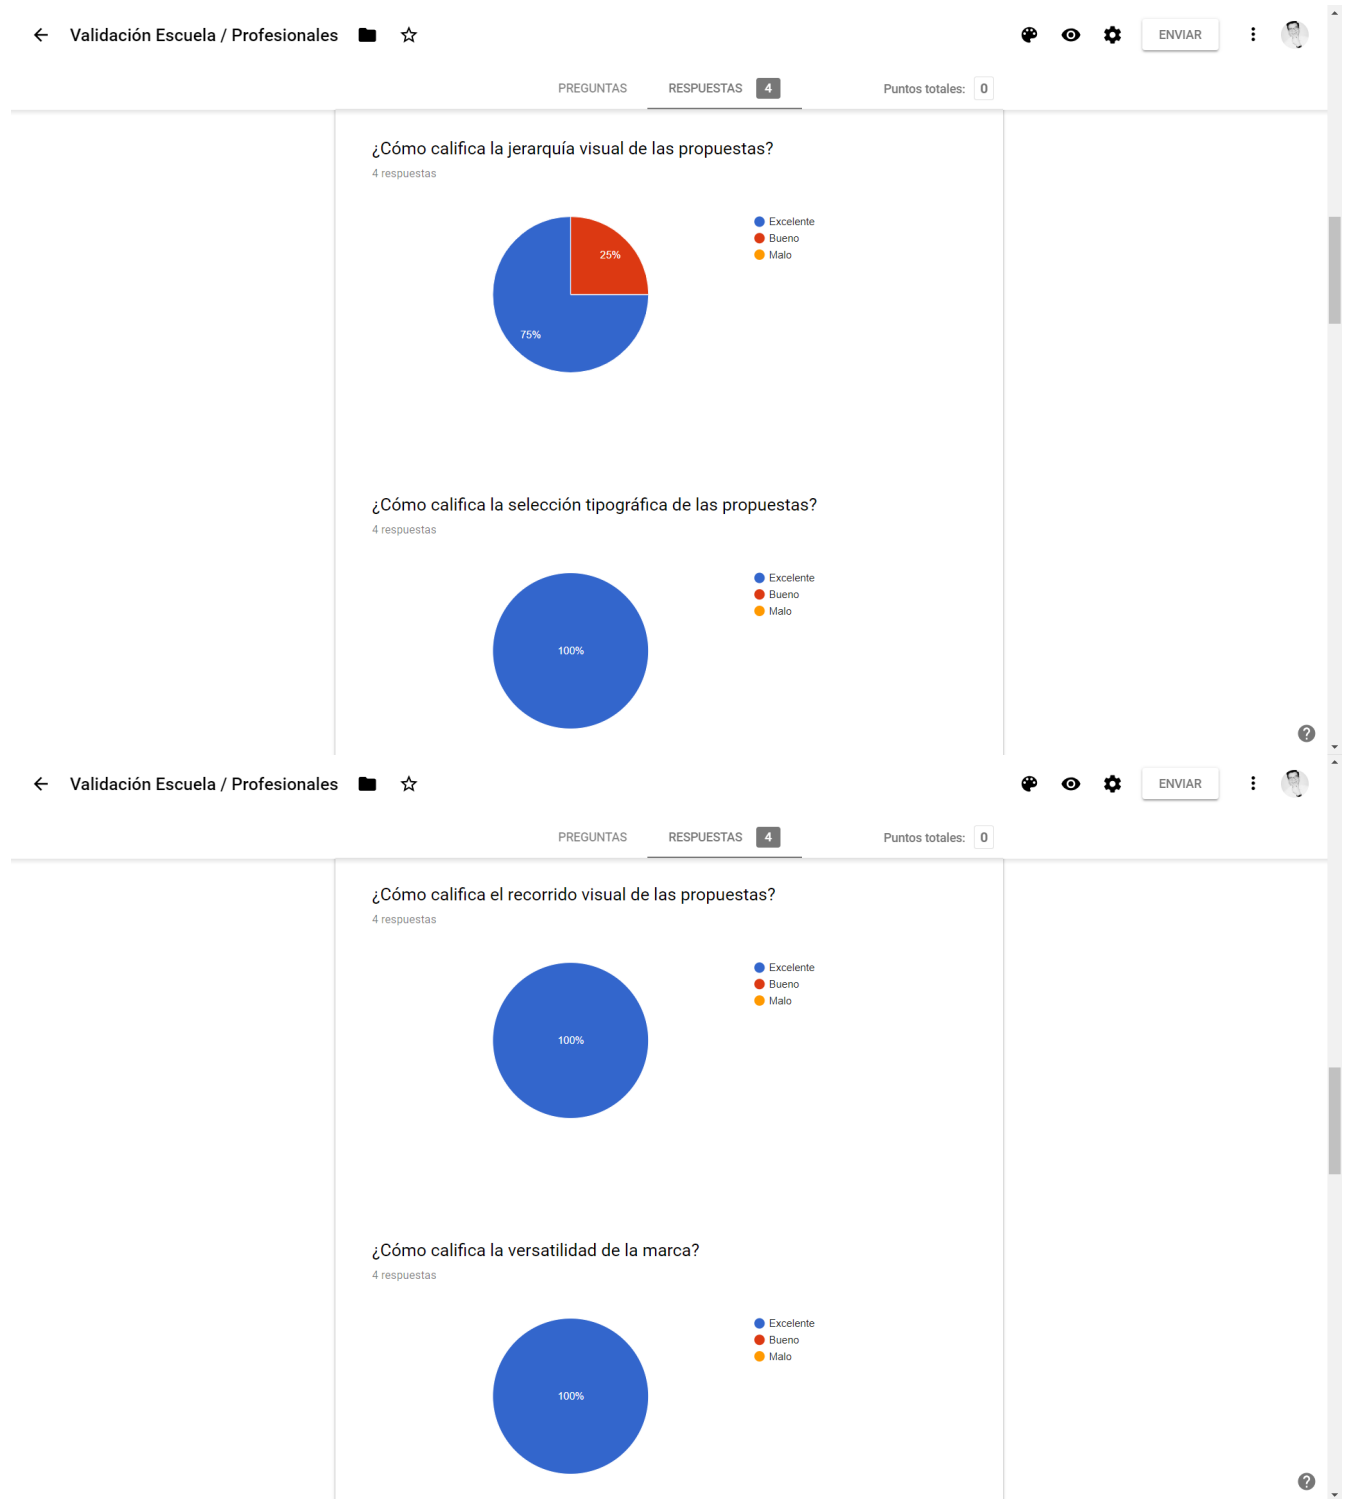 Validación Escuela / Profesionales
ENVIAR
PREGUNTAS RESPUESTAS 4 Puntos totales: 0
¿Cómo califica la jerarquía visual de las propuestas?
4 respuestas
Excelente
Bueno
Malo
25%
75%
¿Cómo califica la selección tipográfica de las propuestas?
4 respuestas
Excelente
Bueno
Malo
100%
Validación Escuela / Profesionales
ENVIAR
PREGUNTAS RESPUESTAS 4 Puntos totales: 0
¿Cómo califica el recorrido visual de las propuestas?
4 respuestas
Excelente
Bueno
Malo
100%
¿Cómo califica la versatilidad de la marca?
4 respuestas
Excelente
Bueno
Malo
100%